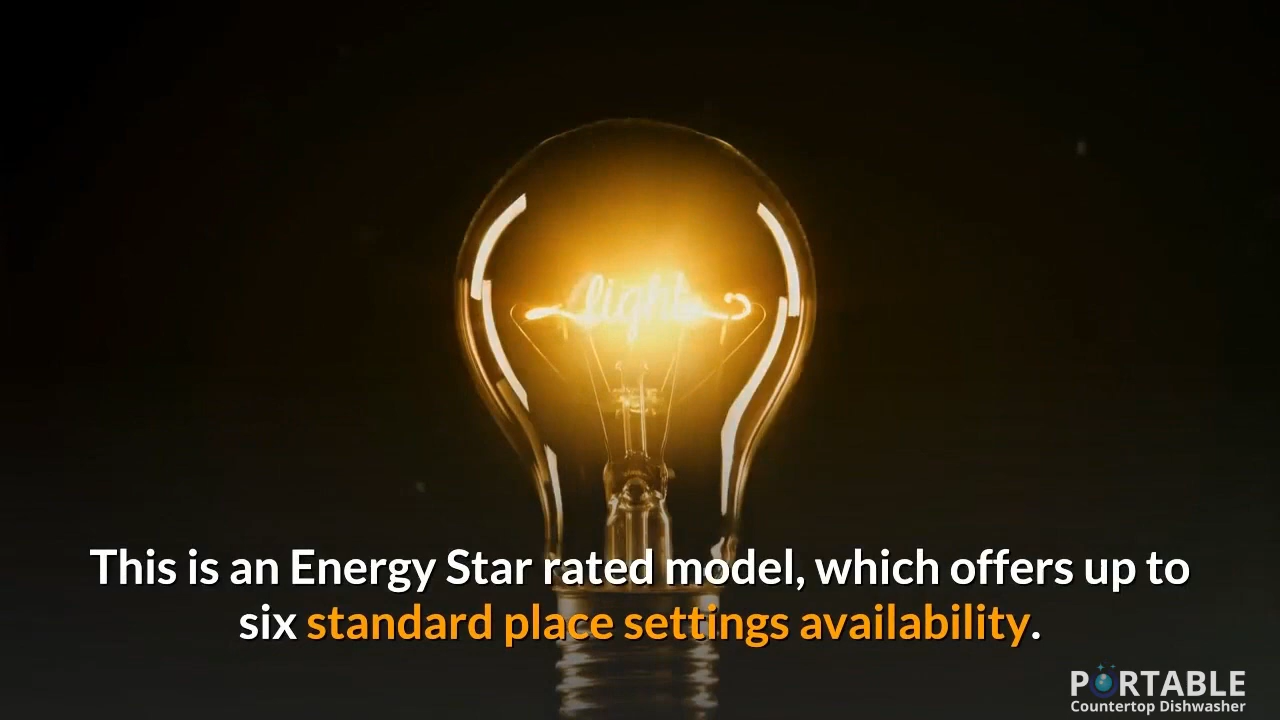 light
This is an Energy Star rated model, which offers up to
six standard place settings availability.
PORTABLE
Countertop Dishwasher